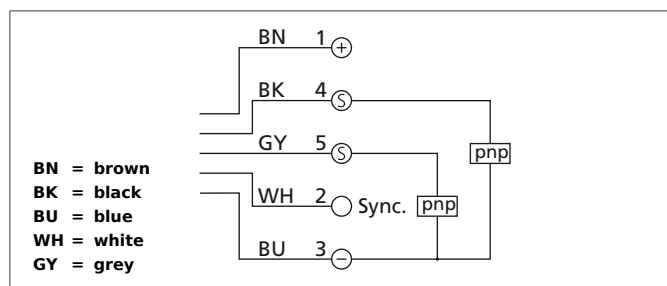 BN 1 +
BK 4 S
GY 5 S
pnp
WH 2 Sync. pnp
BU 3 −
BN = brown
BK = black
BU = blue
WH = white
GY = grey